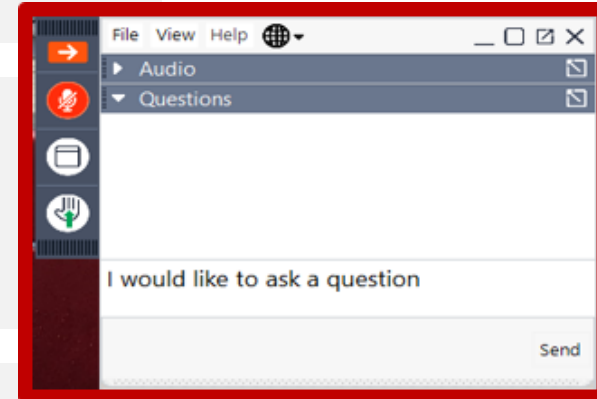 File View Help
Audio
Questions
I would like to ask a question
Send